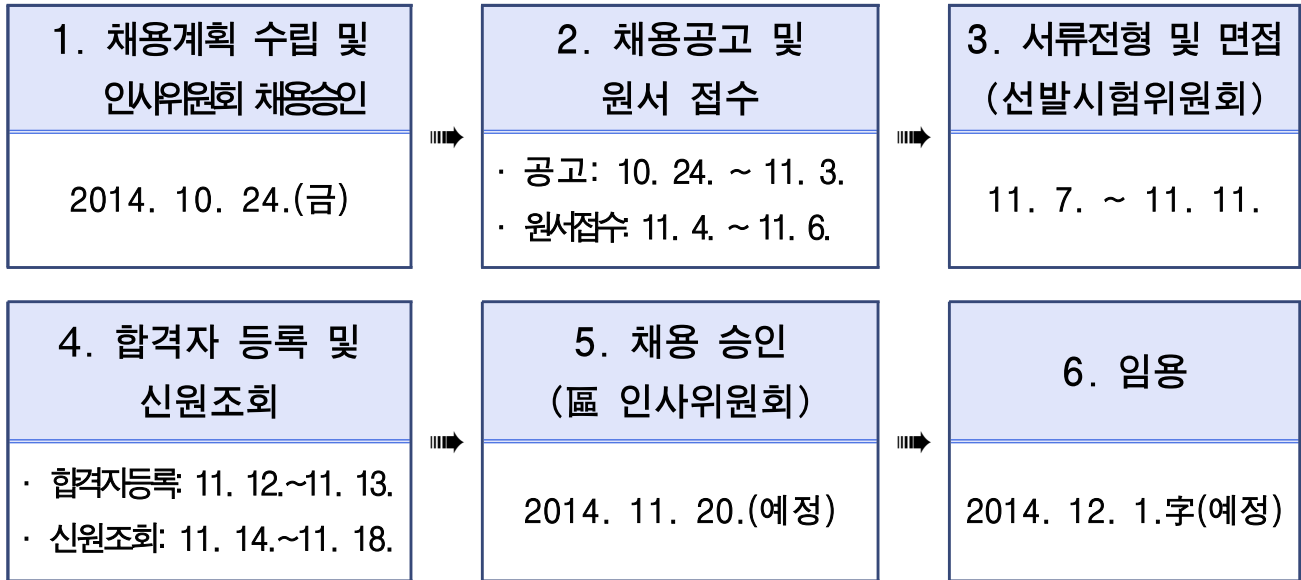 1. 채용계획 수립 및
인사위원회 채용승인
2014. 10. 24.(금)
2. 채용공고 및
원서 접수
· 공고: 10. 24. ~ 11. 3.
· 원서접수: 11. 4. ~ 11. 6.
3. 서류전형 및 면접
(선발시험위원회)
11. 7. ~ 11. 11.
4. 합격자 등록 및
신원조회
· 합격자등록: 11. 12.~11. 13.
· 신원조회: 11. 14.~11. 18.
5. 채용 승인
(區 인사위원회)
2014. 11. 20.(예정)
6. 임용
2014. 12. 1.字(예정)